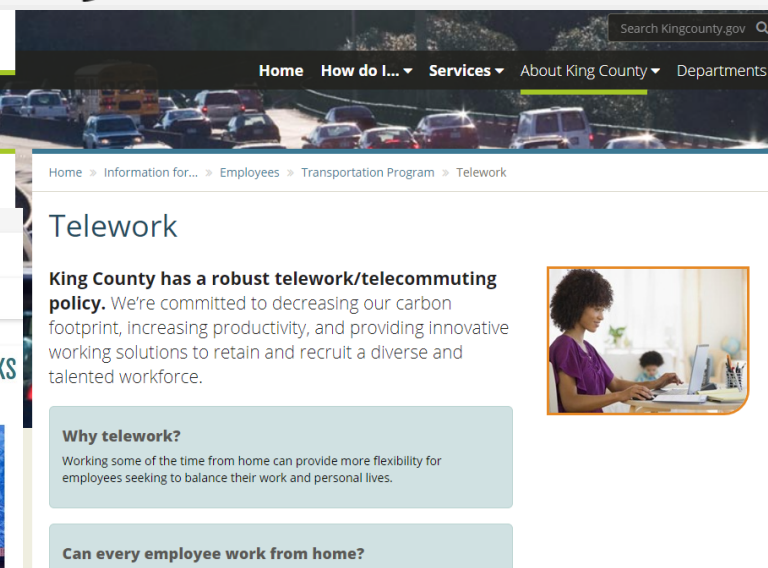 Search Kingcounty.gov
Home How do I... Services About King County Departments
Home » Information for... » Employees » Transportation Program » Telework
Telework
King County has a robust telework/telecommuting
policy. We’re committed to decreasing our carbon
footprint, increasing productivity, and providing innovative
working solutions to retain and recruit a diverse and
talented workforce.
KS
Why telework?
Working some of the time from home can provide more flexibility for
employees seeking to balance their work and personal lives.
Can every employee work from home?